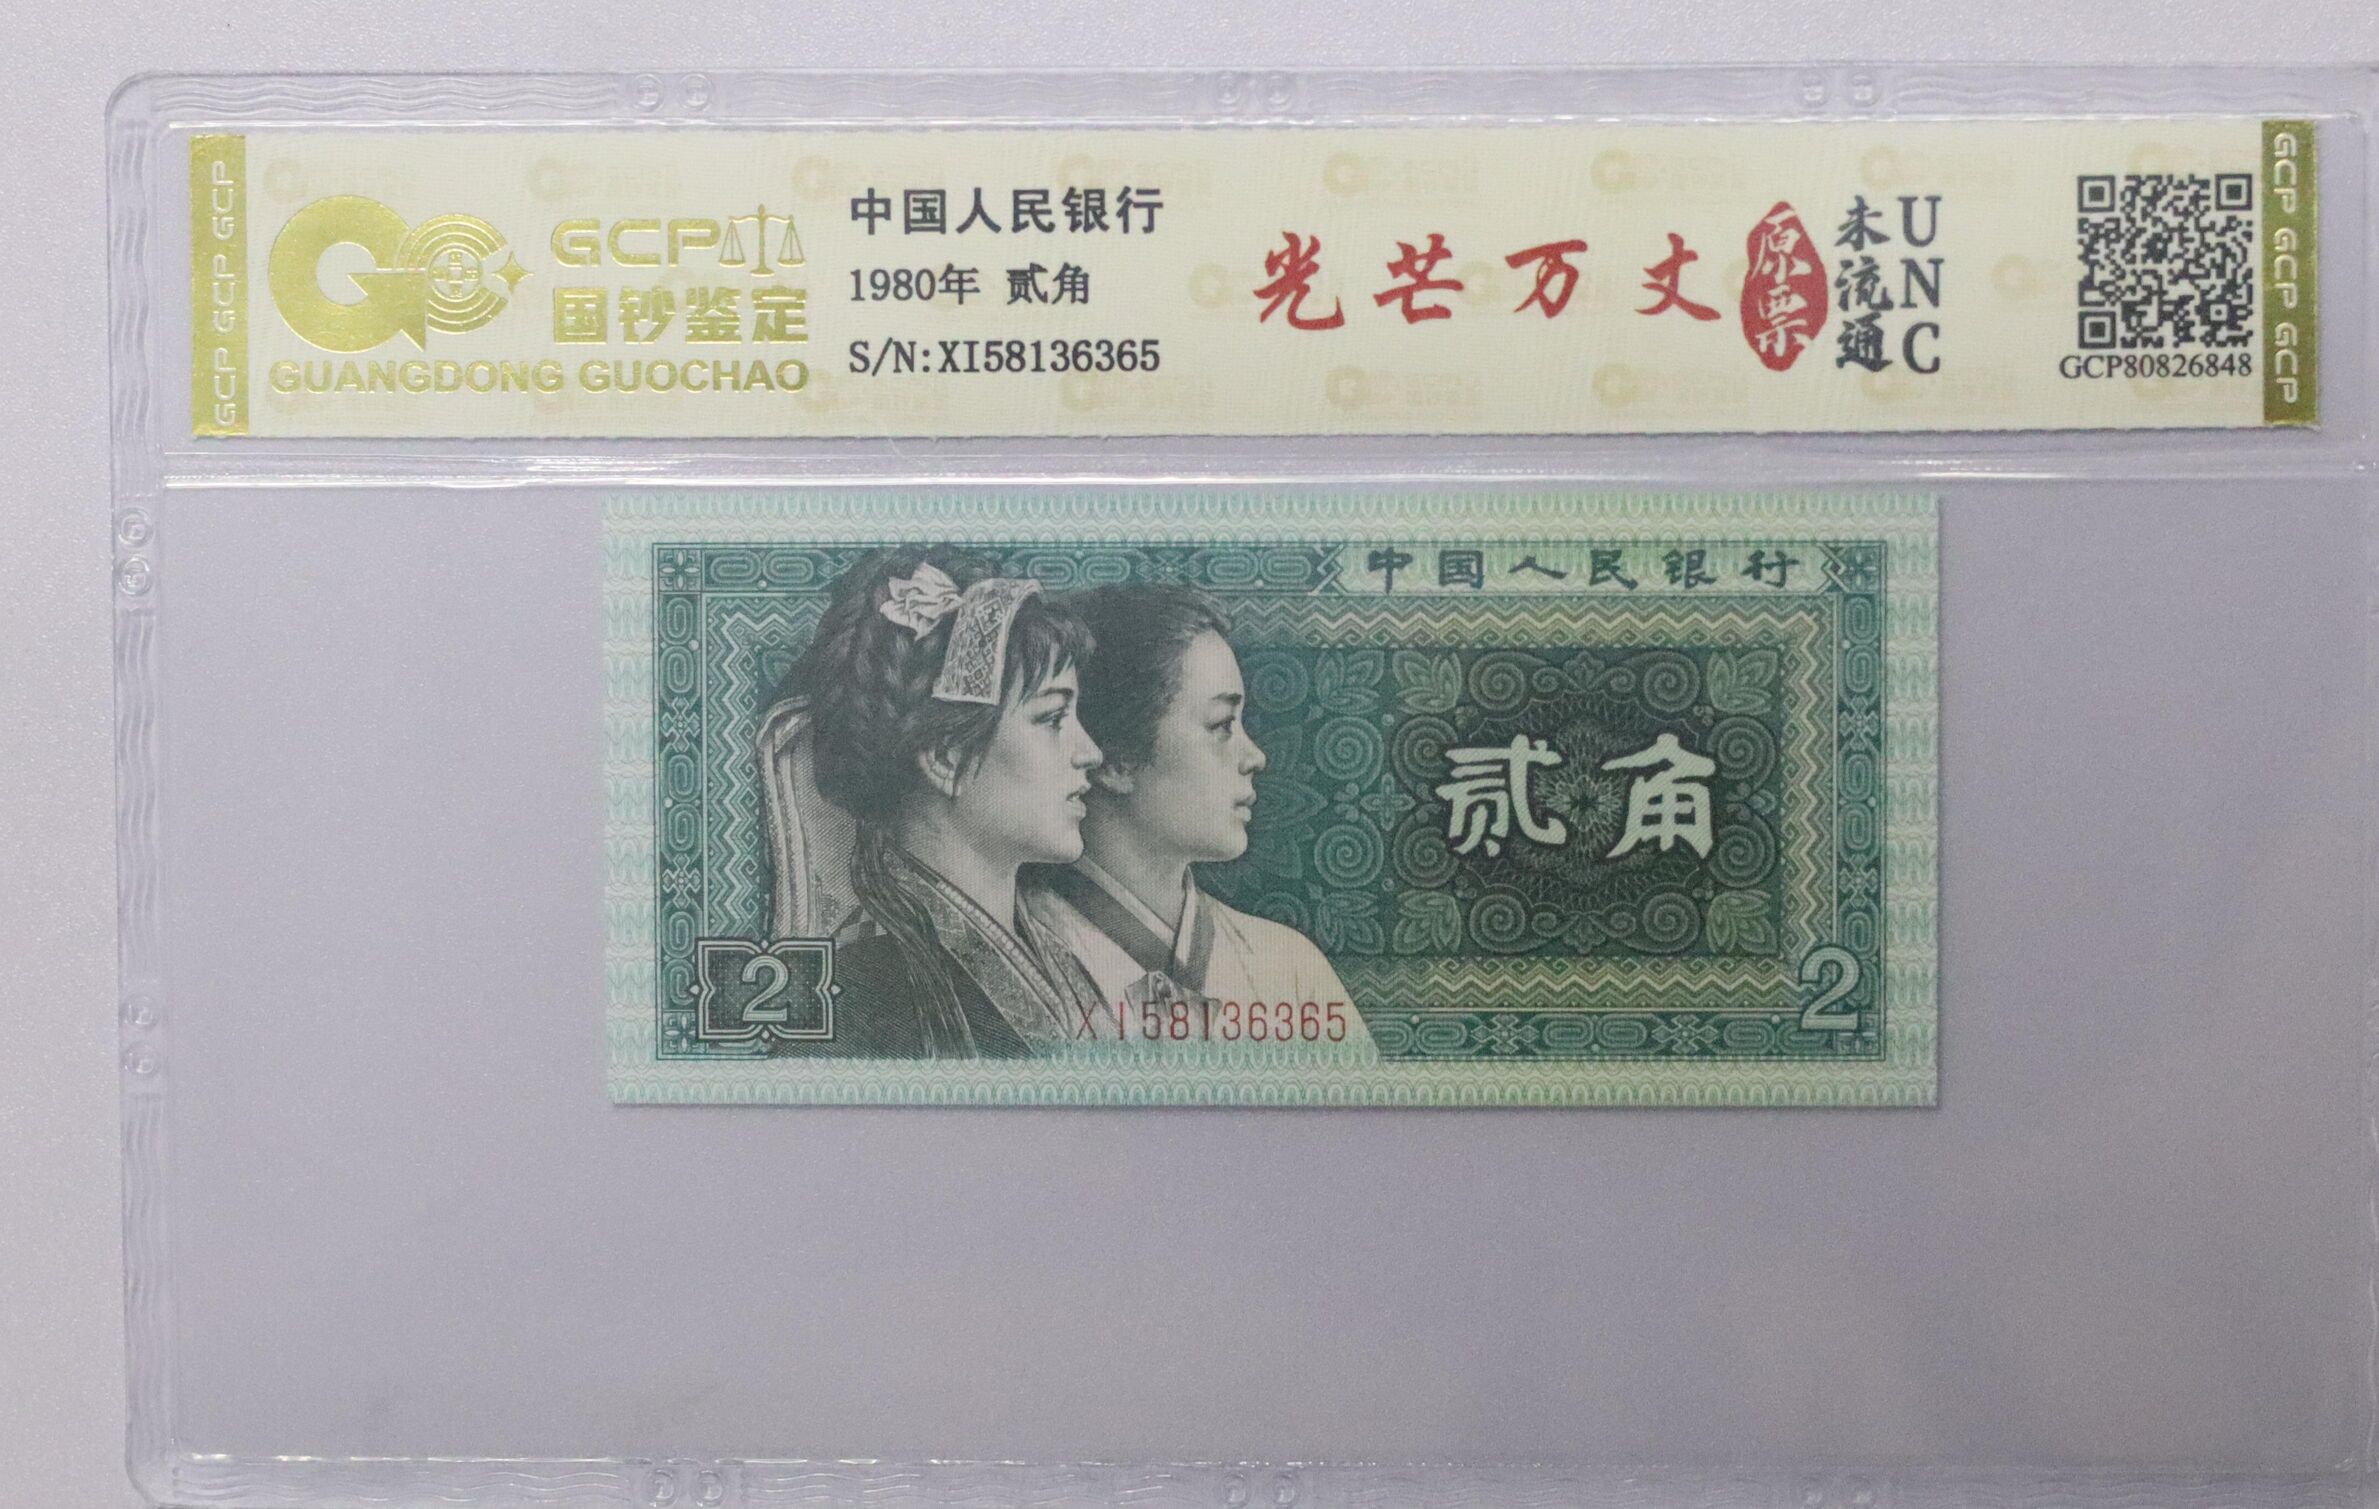 GCP GCP.GCP
GCP
国钞鉴定
GUANGDONG GUOCHAO
中国人民银行
1980年 贰角
S/N:XI58136365
光芒万丈
原票
未流通
UNC
GCP80826848
GCP GCP GCP
中国人民银行
贰角
2
XI58136365
2